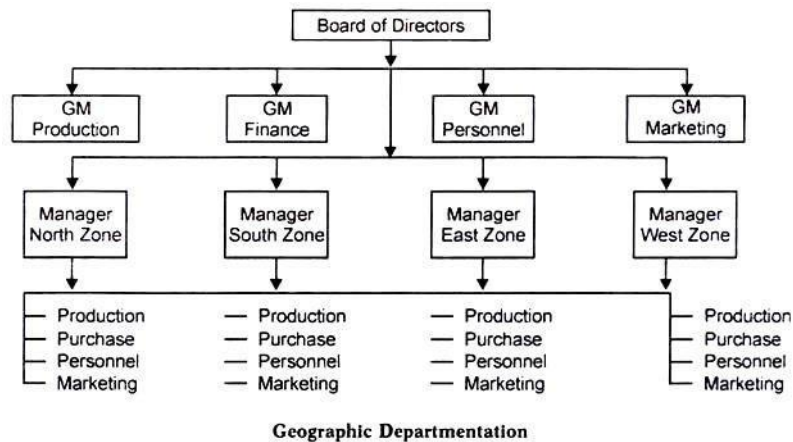 Board of Directors
GM
Production
GM
Finance
GM
Personnel
GM
Marketing
Manager
North Zone
Manager
South Zone
Manager
East Zone
Manager
West Zone
Production
Purchase
Personnel
Marketing
Production
Purchase
Personnel
Marketing
Production
Purchase
Personnel
Marketing
Production
Purchase
Personnel
Marketing
Geographic Departmentation